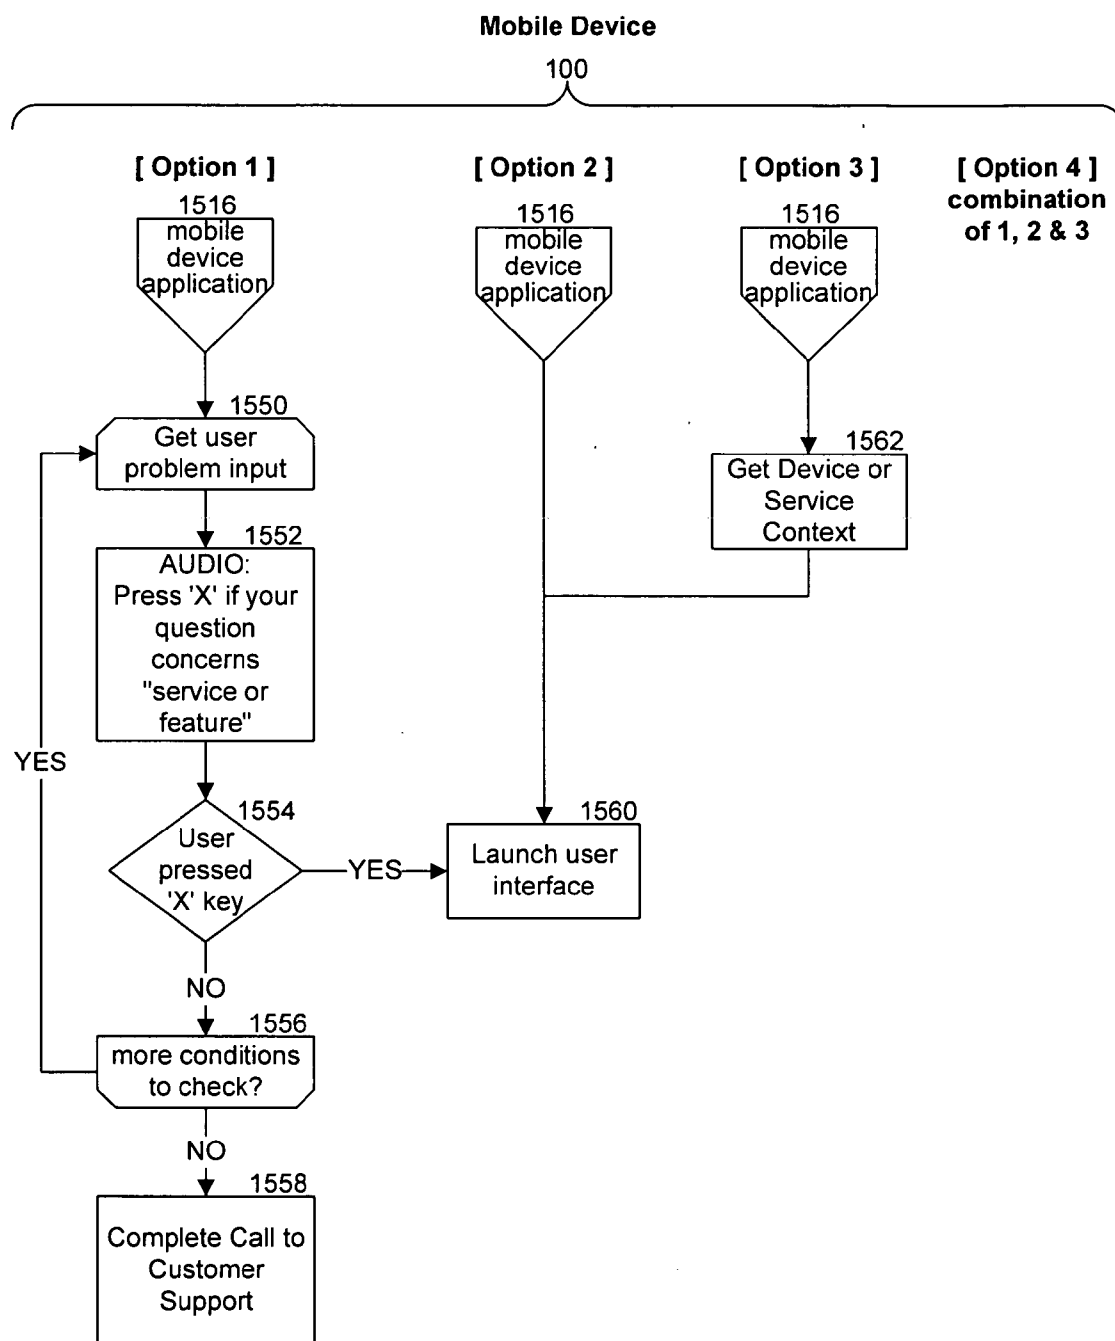 Mobile Device
100
[ Option 1 ]
[ Option 2 ]
[ Option 3 ]
[ Option 4 ]
combination
of 1, 2 & 3
1516
mobile
device
application
1516
mobile
device
application
1516
mobile
device
application
1550
Get user
problem input
1562
Get Device or
Service
Context
1552
AUDIO:
Press 'X' if your
question
concerns
"service or
feature"
YES
1554
User
pressed
'X' key
YES
1560
Launch user
interface
NO
1556
more conditions
to check?
NO
1558
Complete Call to
Customer
Support